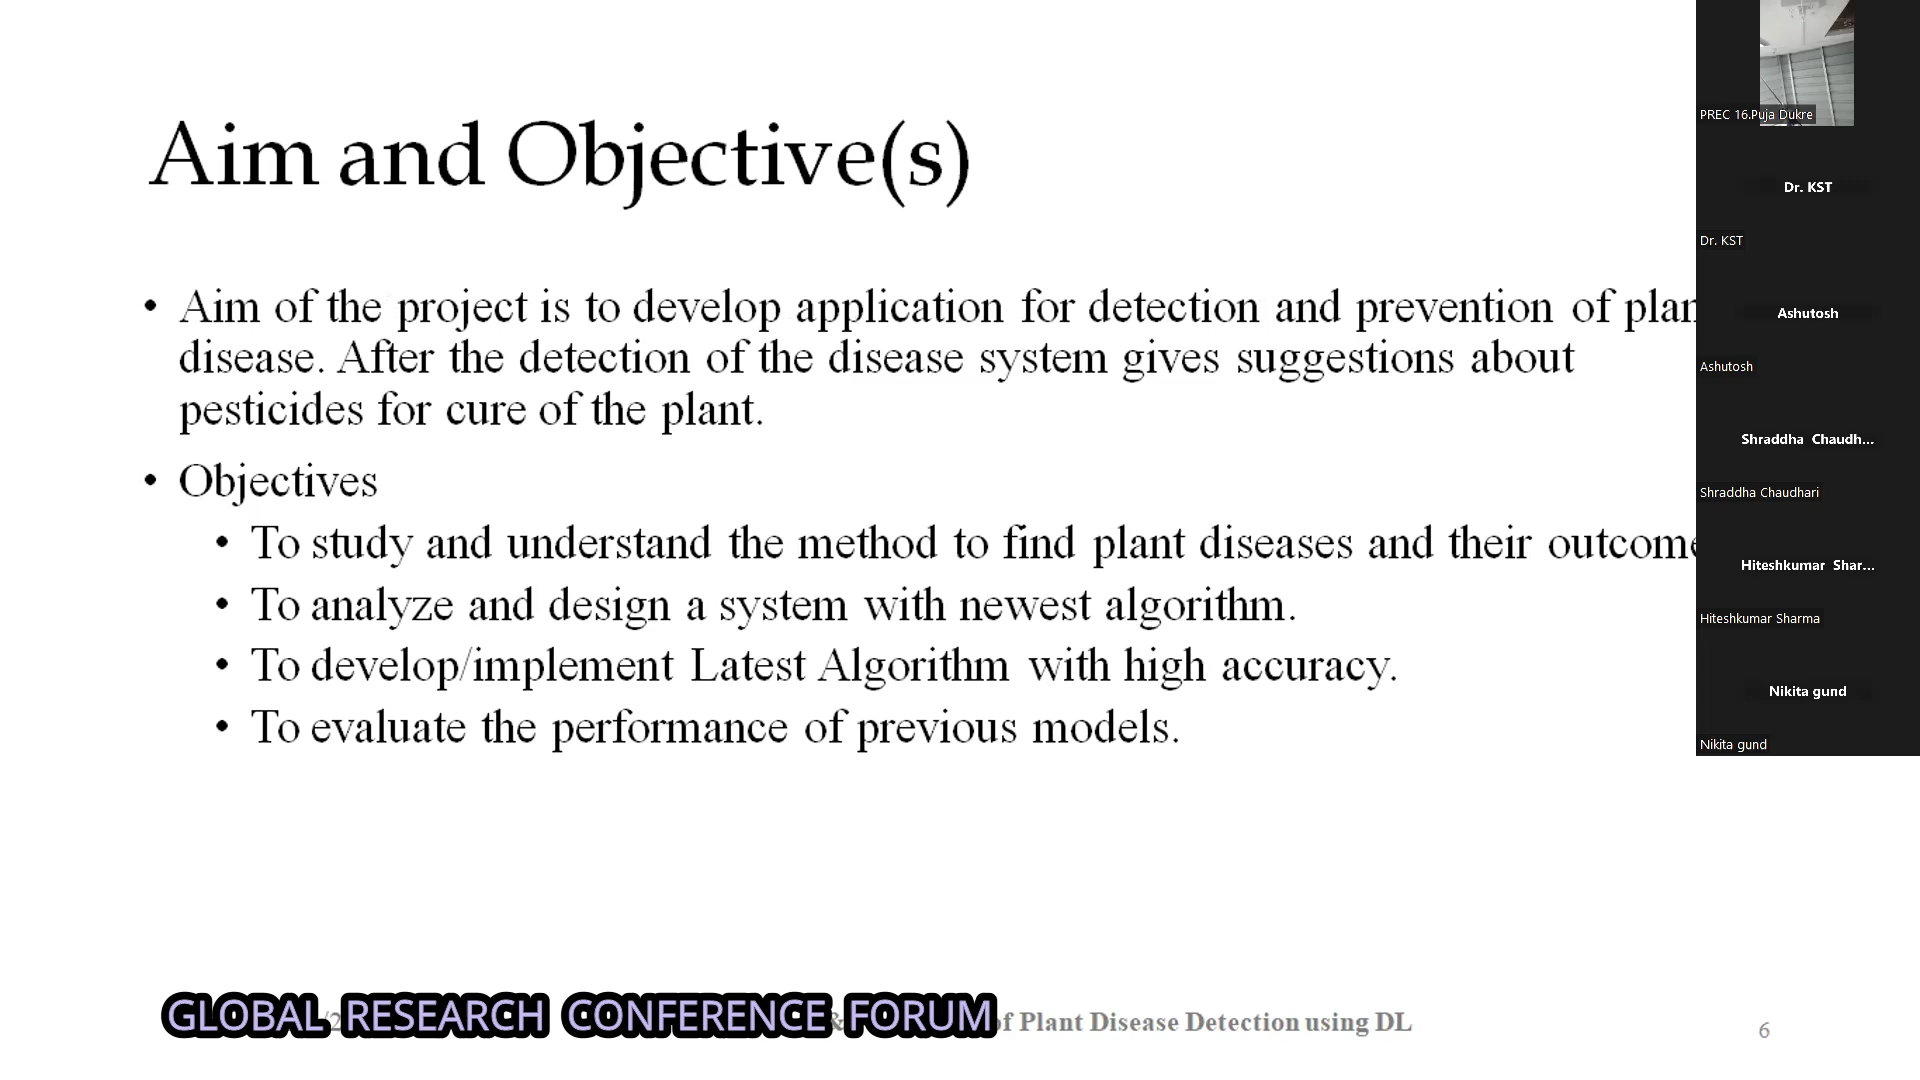 Aim and Objective(s)
• Aim of the project is to develop application for detection and prevention of plan
disease. After the detection of the disease system gives suggestions about
pesticides for cure of the plant.
• Objectives
• To study and understand the method to find plant diseases and their outcome
• To analyze and design a system with newest algorithm.
• To develop/implement Latest Algorithm with high accuracy.
• To evaluate the performance of previous models.
GLOBAL RESEARCH CONFERENCE FORUM
of Plant Disease Detection using DL
6
PREC 16.Puja Dukre
Dr. KST
Dr. KST
Ashutosh
Ashutosh
Shraddha Chaudh...
Shraddha Chaudhari
Hiteshkumar Shar...
Hiteshkumar Sharma
Nikita gund
Nikita gund